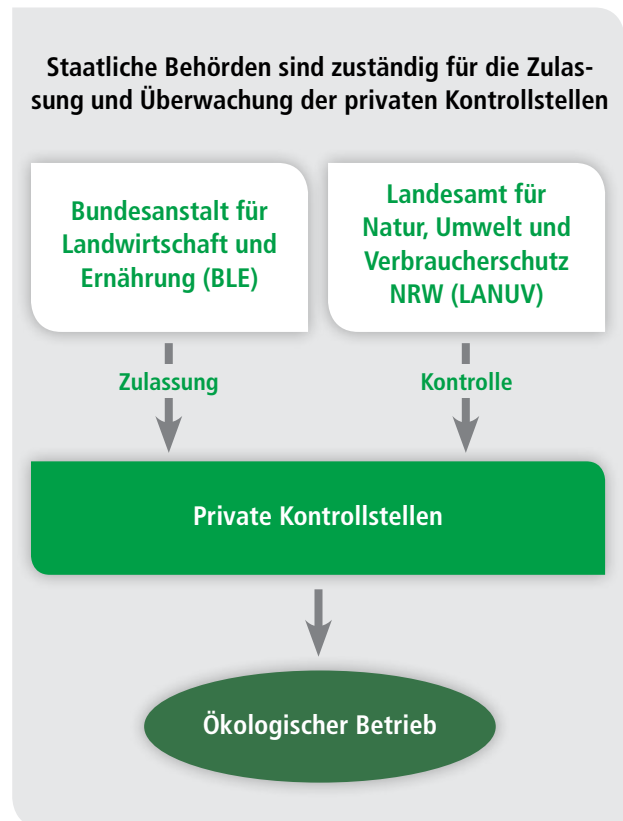 Staatliche Behörden sind zuständig für die Zulas-
sung und Überwachung der privaten Kontrollstellen
Bundesanstalt für
Landwirtschaft und
Ernährung (BLE)
Landesamt für
Natur, Umwelt und
Verbraucherschutz
NRW (LANUV)
Zulassung
Kontrolle
Private Kontrollstellen
Ökologischer Betrieb